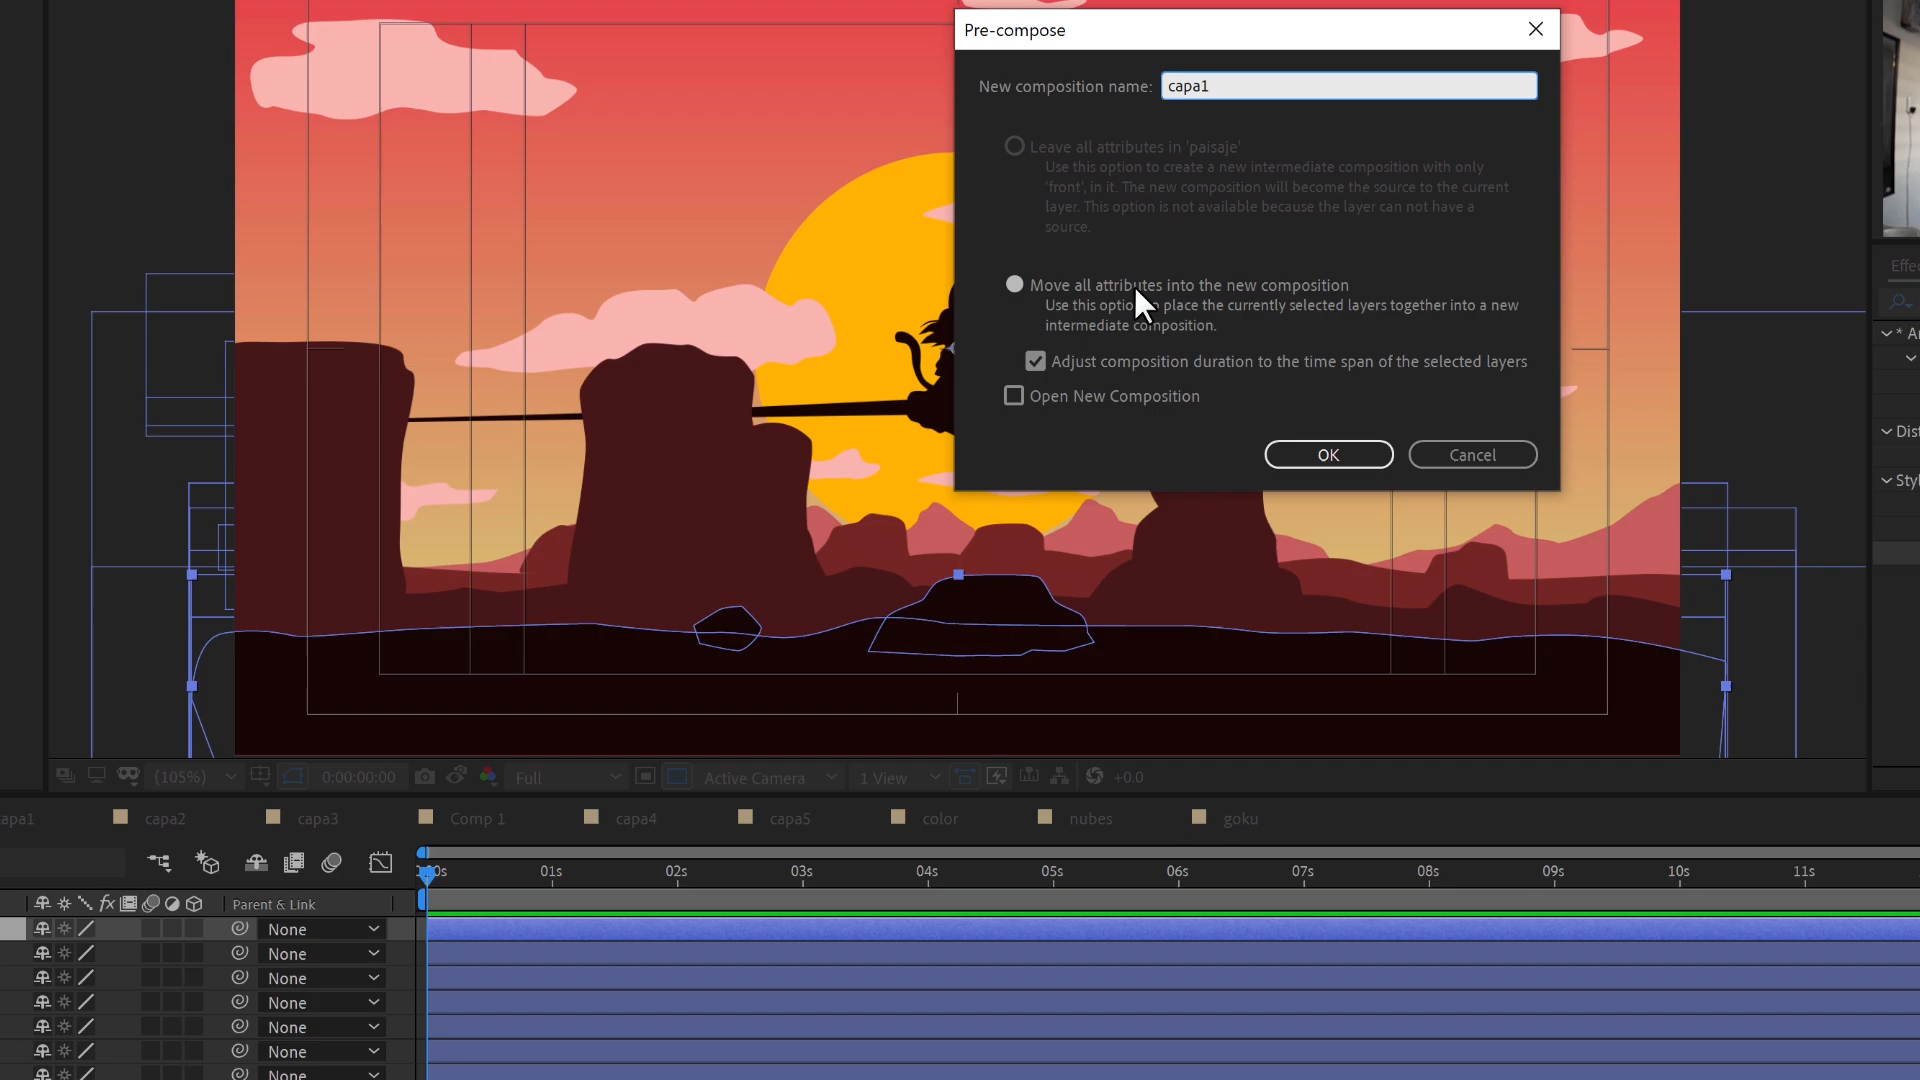 Pre-compose
New composition name: capa1
Leave all attributes in 'paisaje'
Use this option to create a new intermediate composition with only
'front', in it. The new composition will become the source to the current
layer. This option is not available because the layer can not have a
source.
Move all attributes into the new composition
Use this option to place the currently selected layers together into a new
intermediate composition.
Adjust composition duration to the time span of the selected layers
Open New Composition
OK Cancel
Effec
* A
Dist
Styl
(105%) 0:00:00:00 Full Active Camera 1 View +0.0
apa1 capa2 capa3 Comp 1 capa4 capa5 color nubes goku
:00s 01s 02s 03s 04s 05s 06s 07s 08s 09s 10s 11s
fx Parent & Link
None
None
None
None
None
None
None